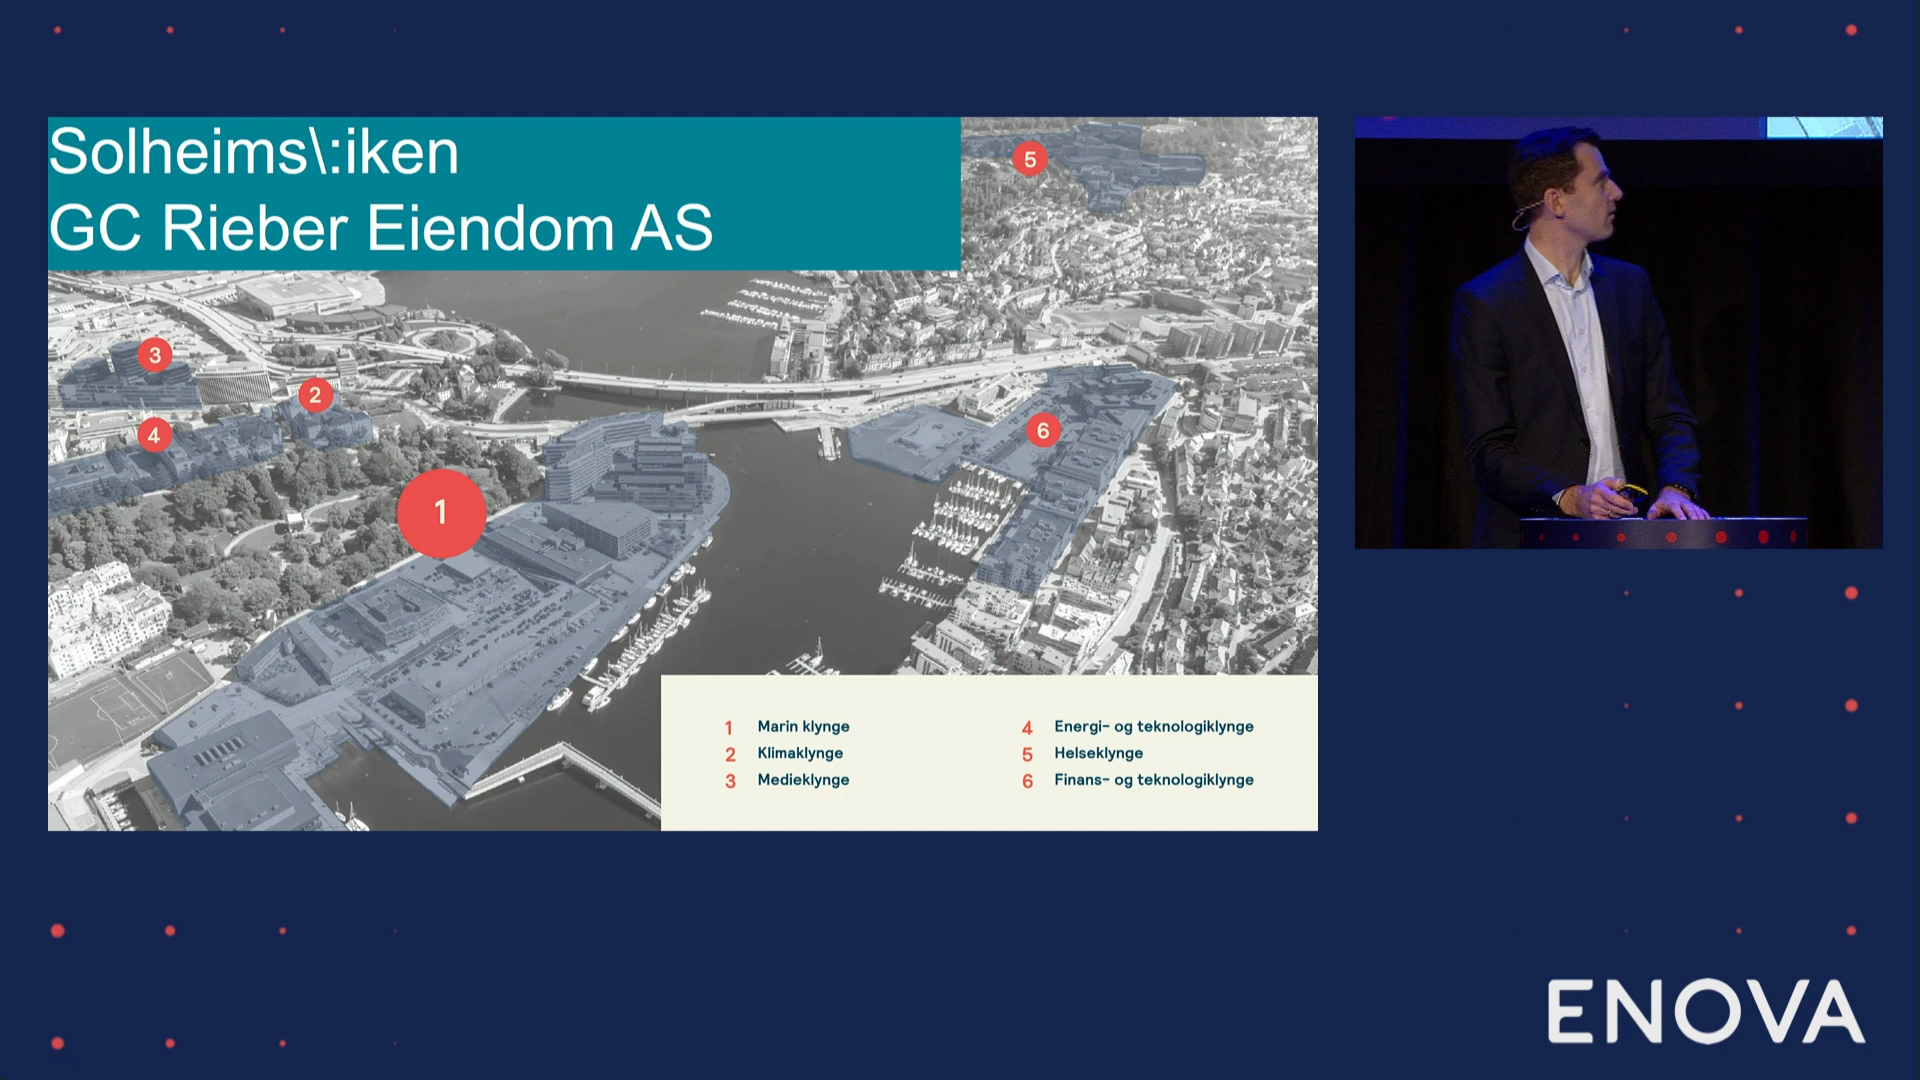 Solheims\:iken
GC Rieber Eiendom AS
5
3
2
4
6
1
1 Marin klynge
2 Klimaklynge
3 Medieklynge
4 Energi- og teknologiklynge
5 Helseklynge
6 Finans- og teknologiklynge
ENOVA